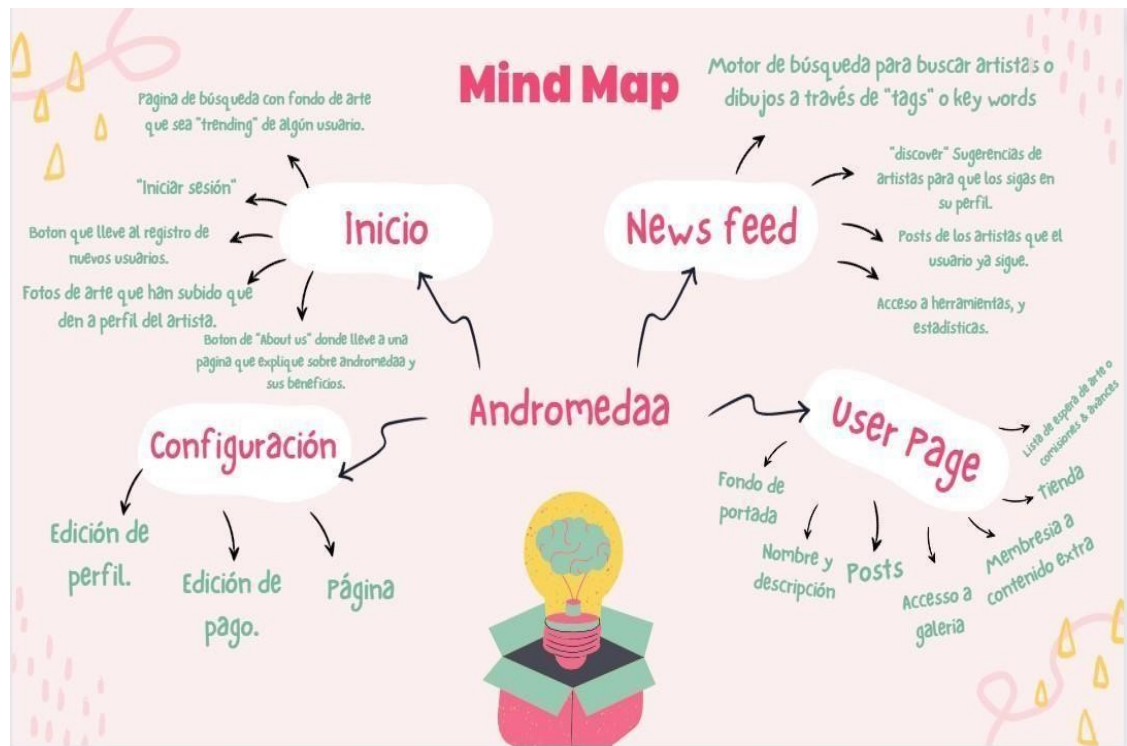 Mind Map
Pagina de búsqueda con fondo de arte
que sea "trending" de algún usuario.
"Iniciar sesión"
Boton que lleve al registro de
nuevos usuarios.
Fotos de arte que han subido que
den a perfil del artista.
Boton de "About us" donde lleve a una
pagina que explique sobre andromedaa y
sus beneficios.
Inicio
Motor de búsqueda para buscar artistas o
dibujos a través de "tags" o key words
"discover" Sugerencias de
artistas para que los sigas en
su perfil.
Posts de los artistas que el
usuario ya sigue.
Acceso a herramientas, y
estadísticas.
News feed
Andromedaa
Configuración
Edición de
perfil.
Edición de
pago.
Página
User Page
Fondo de
portada
Nombre y
descripción
Posts
Accesso a
galeria
Membresia a
contenido extra
tienda
Lista de espera de arte o
comisiones & avances